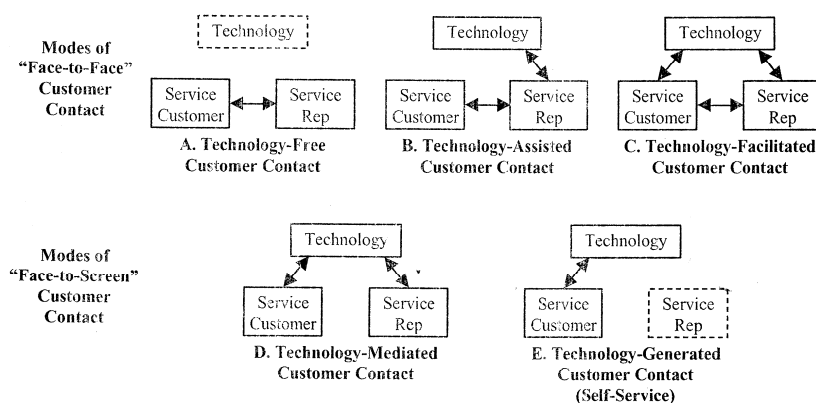 Modes of
"Face-to-Face"
Customer
Contact
Technology
Service
Customer
Service
Rep
A. Technology-Free
Customer Contact
Technology
Service
Customer
Service
Rep
B. Technology-Assisted
Customer Contact
Technology
Service
Customer
Service
Rep
C. Technology-Facilitated
Customer Contact
Modes of
"Face-to-Screen"
Customer
Contact
Technology
Service
Customer
Service
Rep
D. Technology-Mediated
Customer Contact
Technology
Service
Customer
Service
Rep
E. Technology-Generated
Customer Contact
(Self-Service)